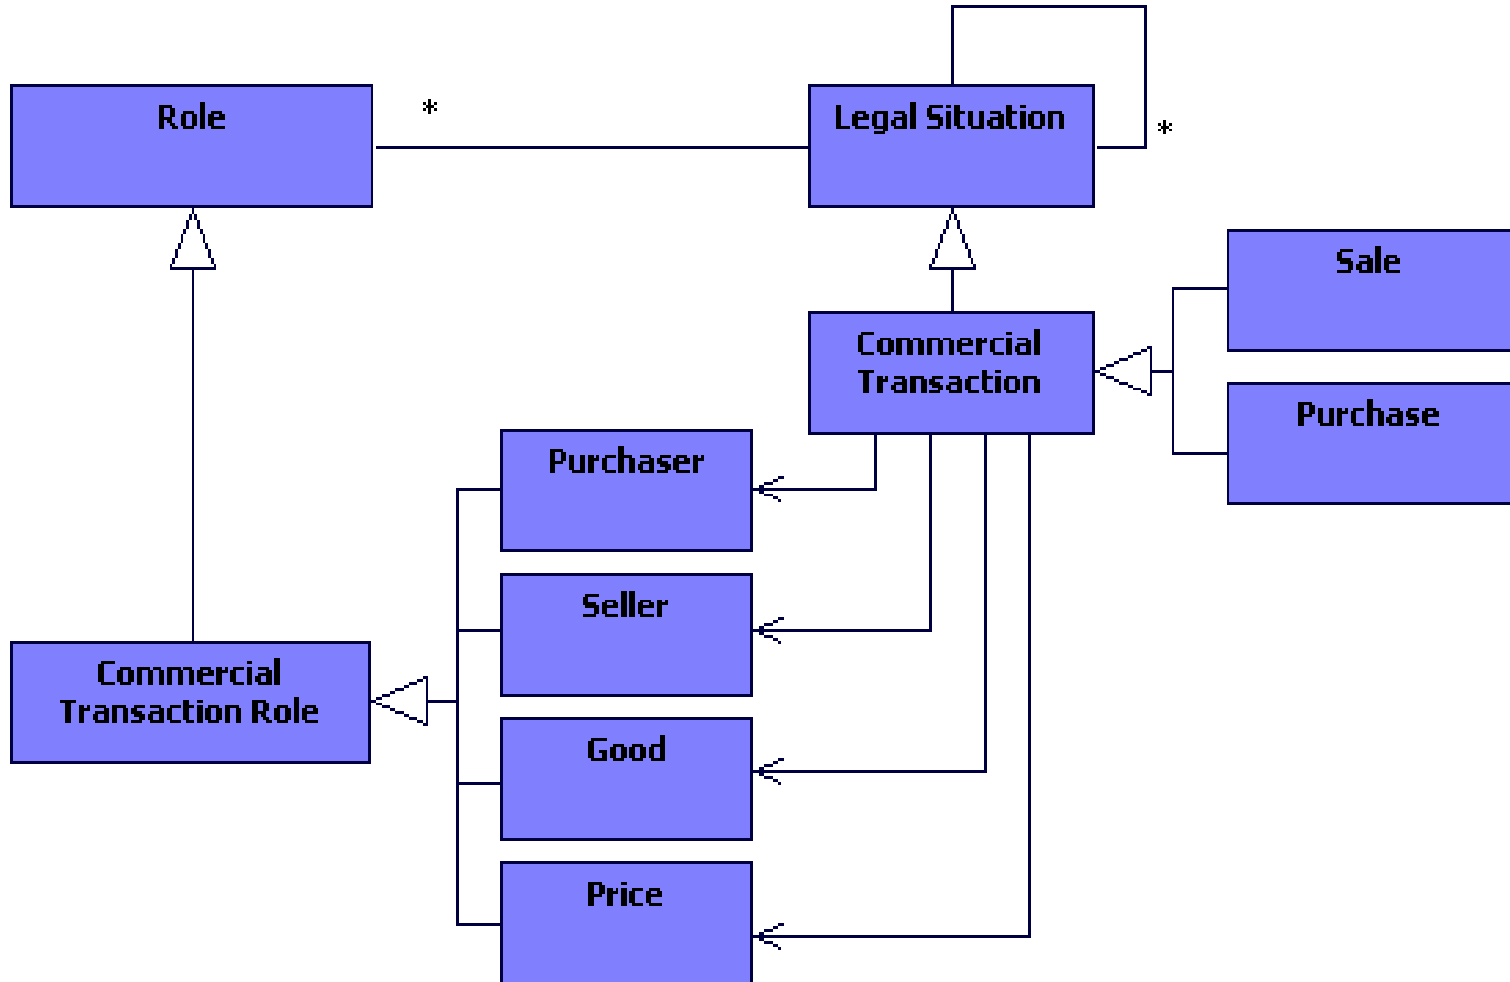 Role
*
Legal Situation
*
Sale
Commercial
Transaction
Purchase
Purchaser
Seller
Commercial
Transaction Role
Good
Price